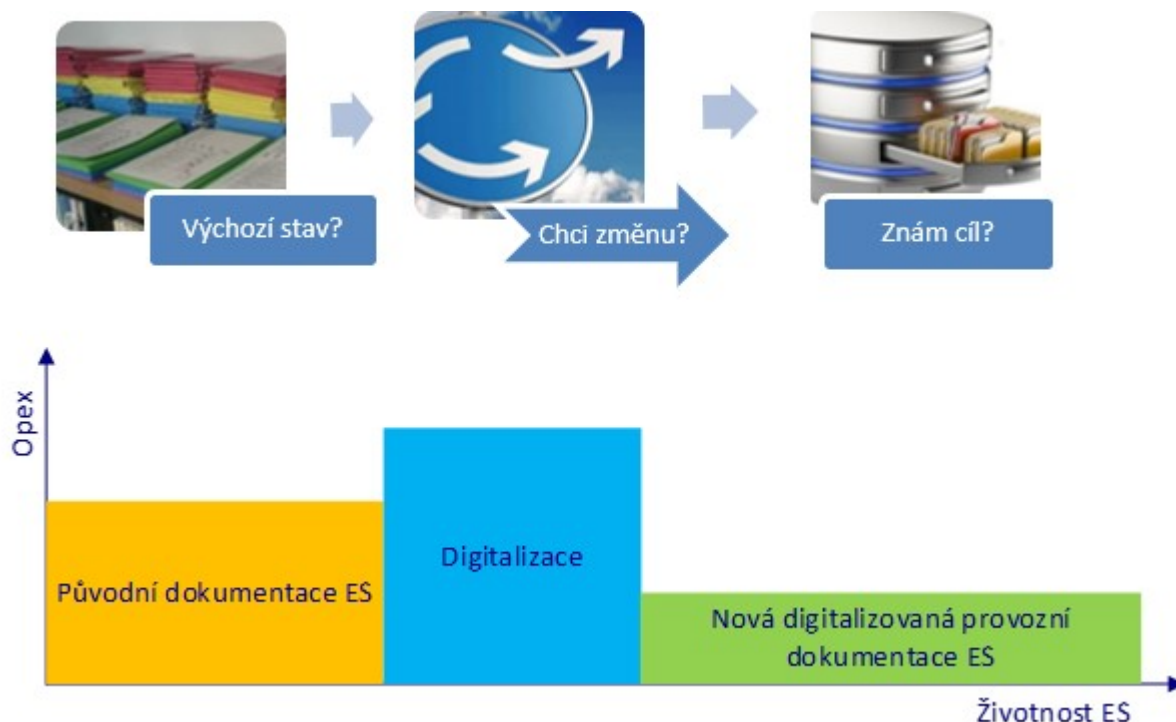 Výchozí stav?
Chci změnu?
Znám cíl?
Opex
Původní dokumentace ES
Digitalizace
Nová digitalizovaná provozní
dokumentace ES
Životnost ES